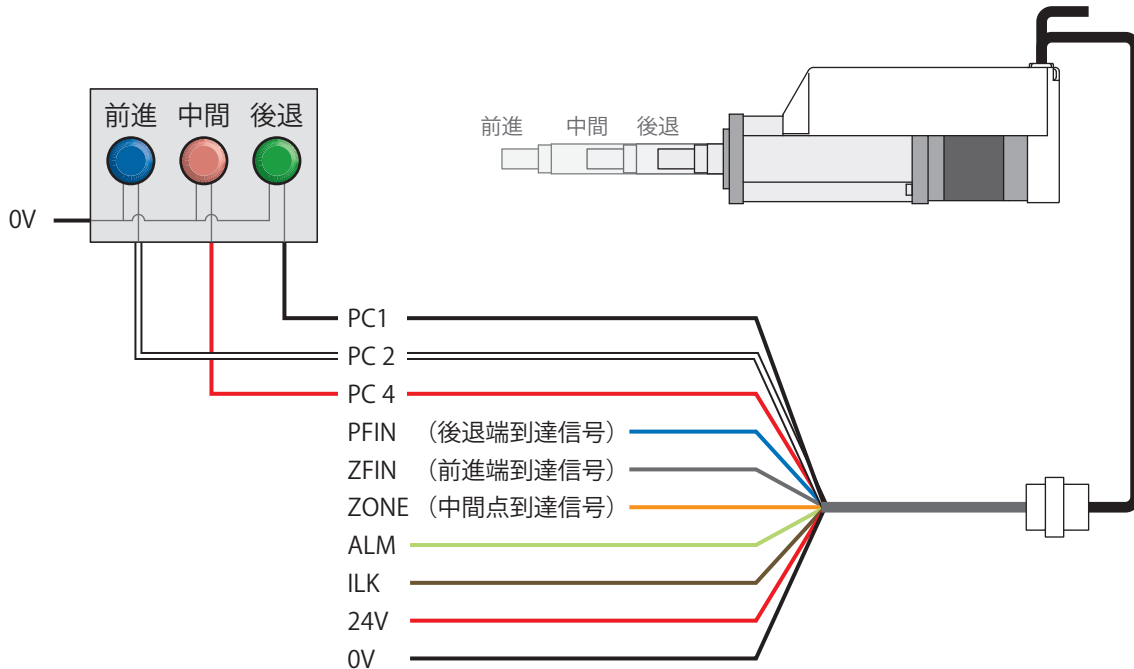 前進 中間 後退
前進 中間 後退
0V
PC1
PC 2
PC 4
PFIN （後退端到達信号）
ZFIN （前進端到達信号）
ZONE （中間点到達信号）
ALM
ILK
24V
0V